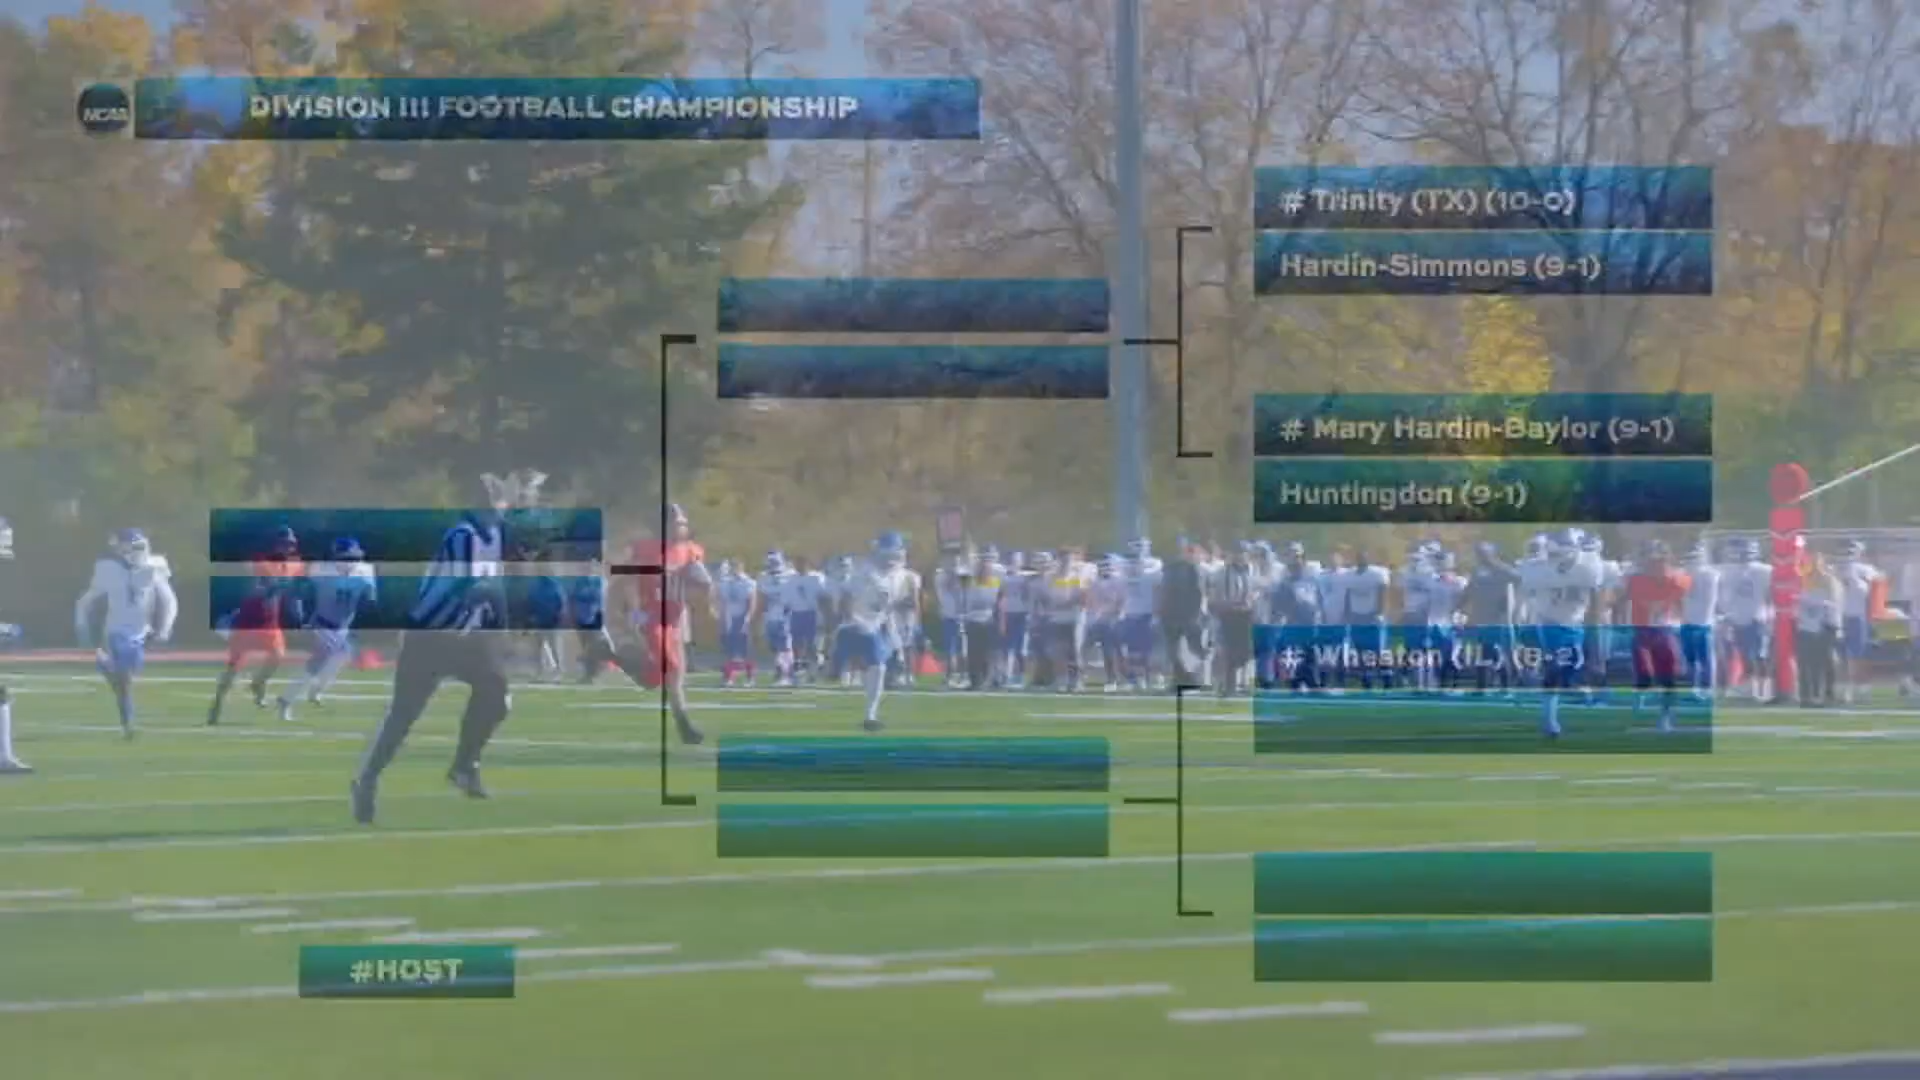 NCAA
DIVISION III FOOTBALL CHAMPIONSHIP
# Trinity (TX) (10-0)
Hardin-Simmons (9-1)
# Mary Hardin-Baylor (9-1)
Huntingdon (9-1)
# Wheaton (IL) (8-2)
#HOST